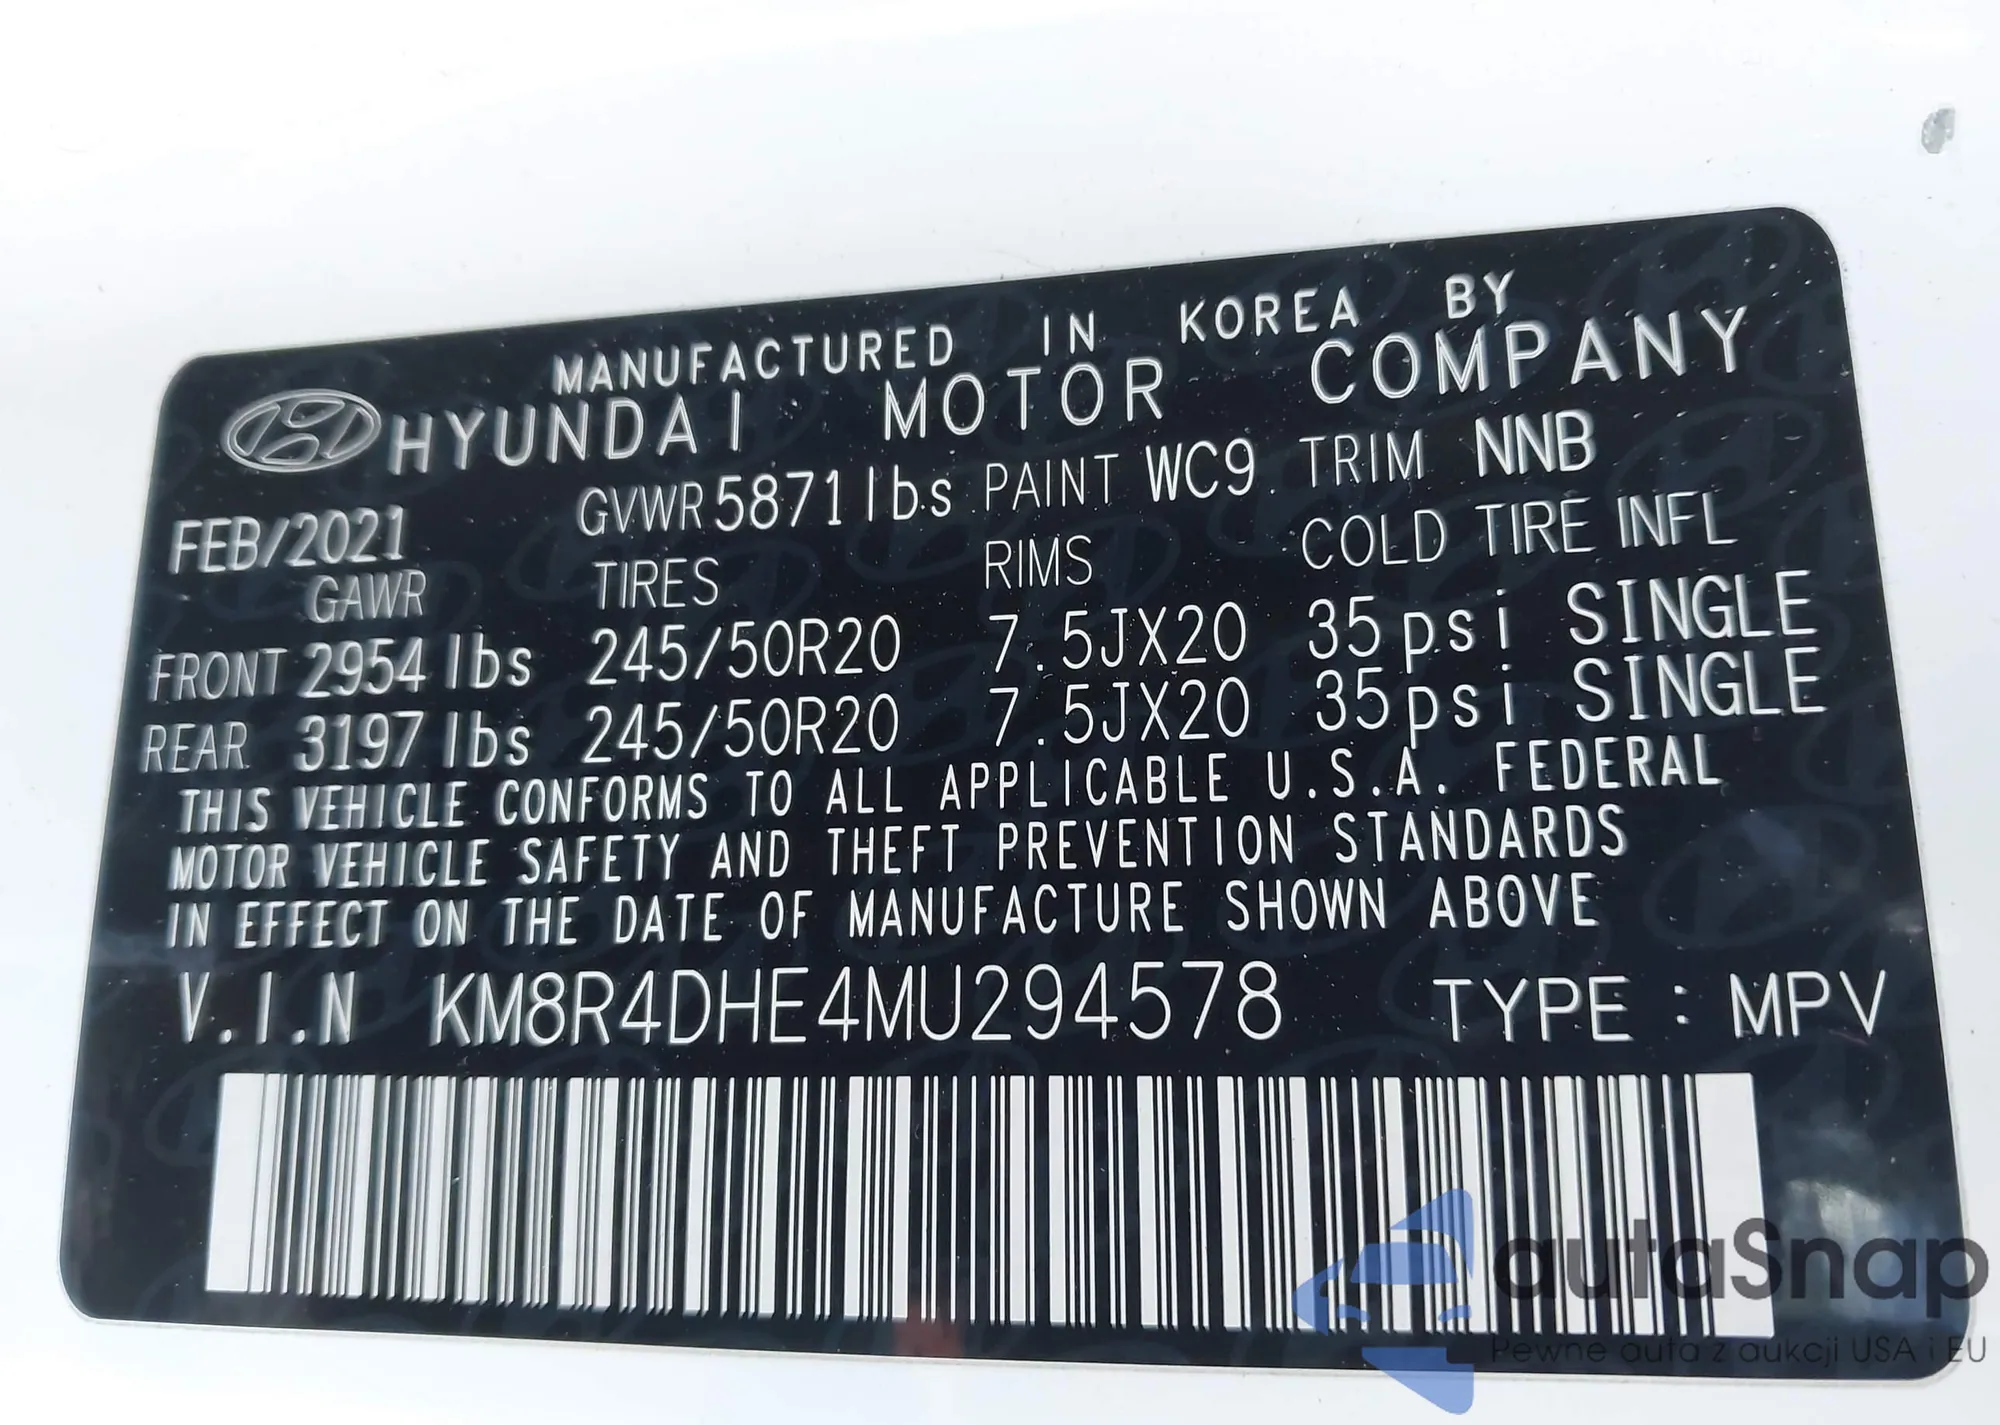 MANUFACTURED IN KOREA BY
HYUNDAI MOTOR COMPANY
FEB/2021 GVWR 5871 lbs PAINT WC9 TRIM NNB
GAWR TIRES RIMS COLD TIRE INFL
FRONT 2954 lbs 245/50R20 7.5JX20 35psi SINGLE
REAR 3197 lbs 245/50R20 7.5JX20 35psi SINGLE
THIS VEHICLE CONFORMS TO ALL APPLICABLE U.S.A. FEDERAL
MOTOR VEHICLE SAFETY AND THEFT PREVENTION STANDARDS
IN EFFECT ON THE DATE OF MANUFACTURE SHOWN ABOVE
V.I.N KM8R4DHE4MU294578 TYPE : MPV
autaSnap
Pewne auta z aukcji USA i EU